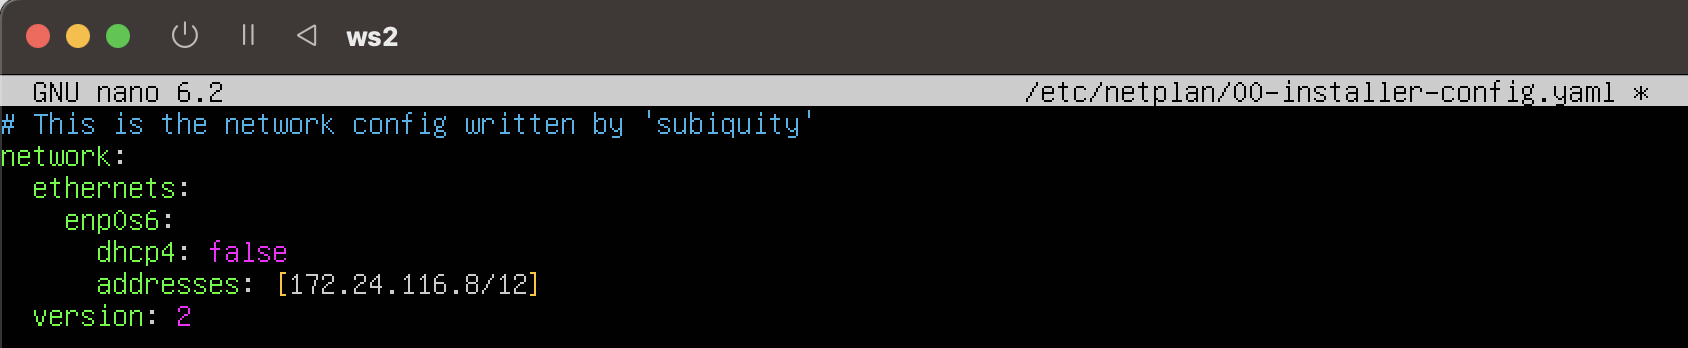 ws2
GNU nano 6.2 /etc/netplan/00-installer-config.yaml *
# This is the network config written by 'subiquity'
network:
  ethernets:
    enp0s6:
      dhcp4: false
      addresses: [172.24.116.8/12]
  version: 2